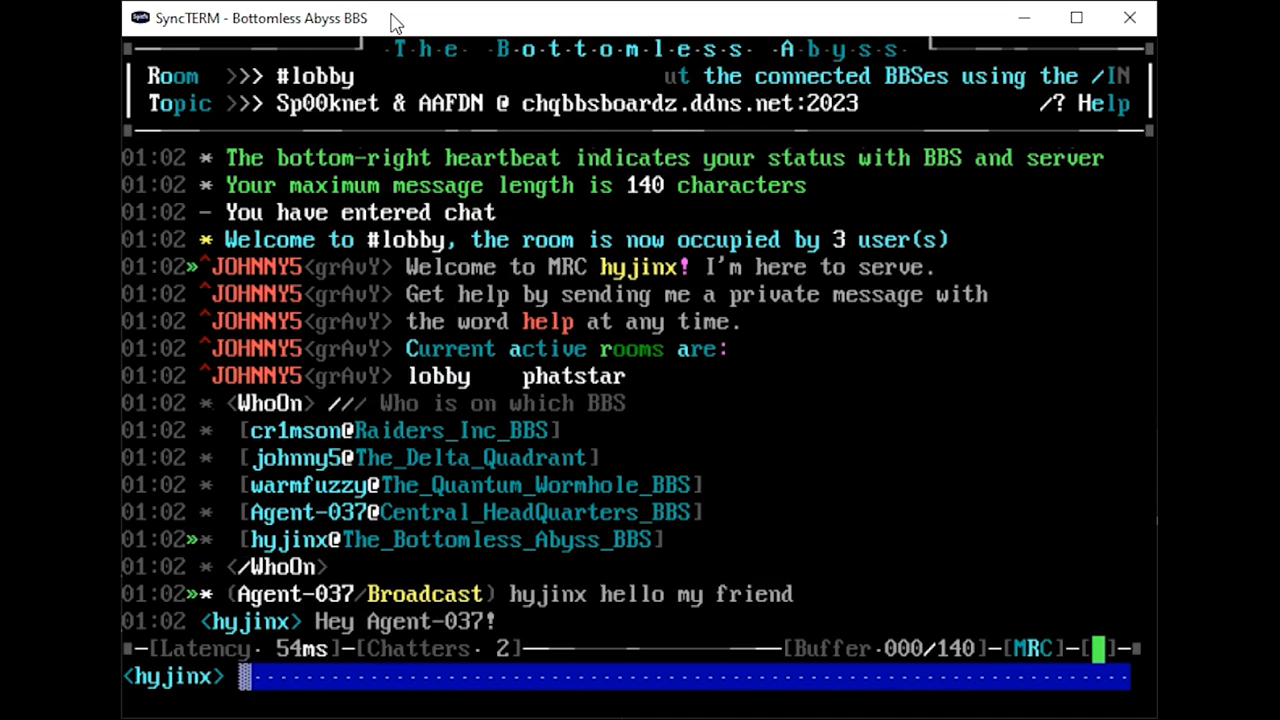 SyncTERM - Bottomless Abyss BBS
The Bottomless Abyss
Room >>> #lobby ut the connected BBSes using the /IN
Topic >>> Sp00knet & AAFDN @ chqbbsboardz.ddns.net:2023 /? Help
01:02 * The bottom-right heartbeat indicates your status with BBS and server
01:02 * Your maximum message length is 140 characters
01:02 - You have entered chat
01:02 * Welcome to #lobby, the room is now occupied by 3 user(s)
01:02» ^JOHNNY5<grAvY> Welcome to MRC hyjinx! I'm here to serve.
01:02 ^JOHNNY5<grAvY> Get help by sending me a private message with
01:02 ^JOHNNY5<grAvY> the word help at any time.
01:02 ^JOHNNY5<grAvY> Current active rooms are:
01:02 ^JOHNNY5<grAvY> lobby phatstar
01:02 * <WhoOn> /// Who is on which BBS
01:02 * [cr1mson@Raiders_Inc_BBS]
01:02 * [johnny5@The_Delta_Quadrant]
01:02 * [warmfuzzy@The_Quantum_Wormhole_BBS]
01:02 * [Agent-037@Central_HeadQuarters_BBS]
01:02»* [hyjinx@The_Bottomless_Abyss_BBS]
01:02 * </WhoOn>
01:02»* (Agent-037/Broadcast) hyjinx hello my friend
01:02 <hyjinx> Hey Agent-037!
[Latency· 54ms]-[Chatters· 2] [Buffer·000/140]-[MRC]-[ ]
<hyjinx>